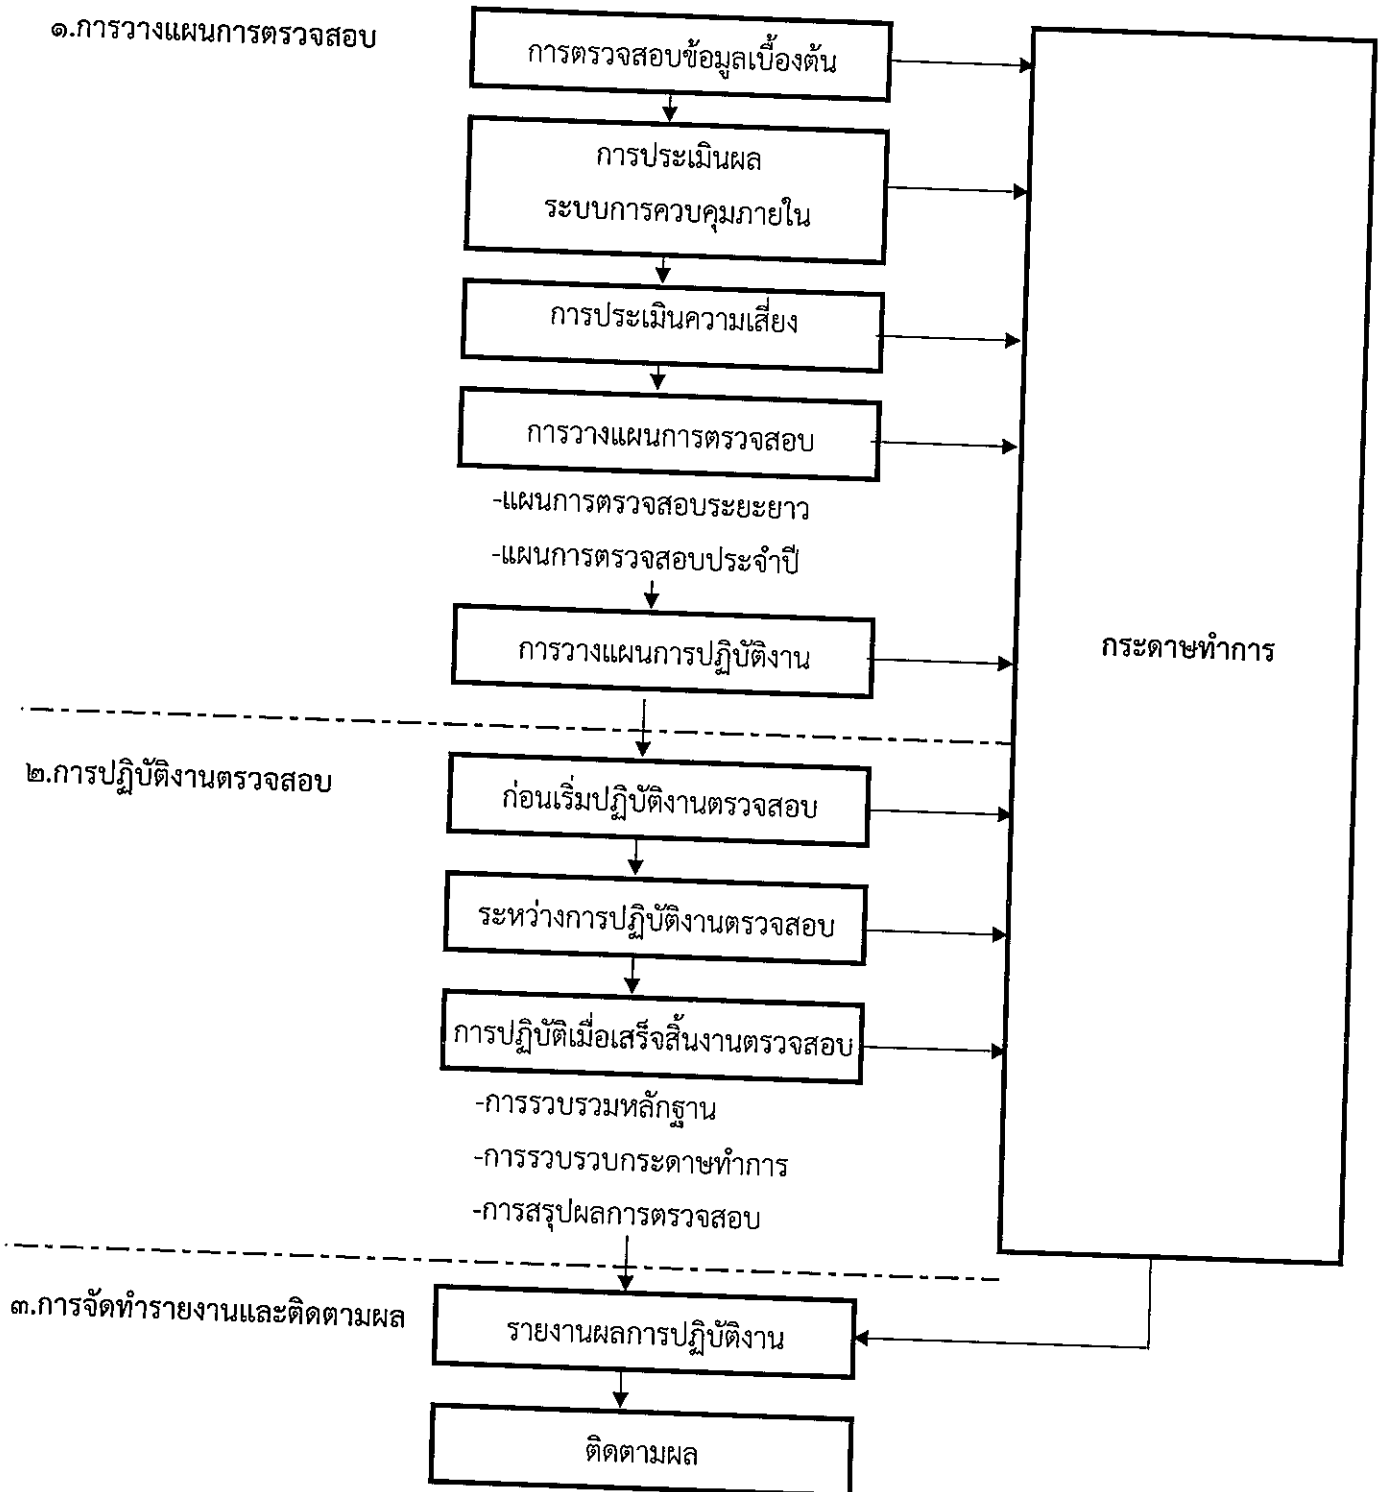 ๑.การวางแผนการตรวจสอบ
การตรวจสอบข้อมูลเบื้องต้น
การประเมินผล
ระบบการควบคุมภายใน
การประเมินความเสี่ยง
การวางแผนการตรวจสอบ
-แผนการตรวจสอบระยะยาว
-แผนการตรวจสอบประจำปี
การวางแผนการปฏิบัติงาน
กระดาษทำการ
๒.การปฏิบัติงานตรวจสอบ
ก่อนเริ่มปฏิบัติงานตรวจสอบ
ระหว่างการปฏิบัติงานตรวจสอบ
การปฏิบัติเมื่อเสร็จสิ้นงานตรวจสอบ
-การรวบรวมหลักฐาน
-การรวบรวบกระดาษทำการ
-การสรุปผลการตรวจสอบ
๓.การจัดทำรายงานและติดตามผล
รายงานผลการปฏิบัติงาน
ติดตามผล